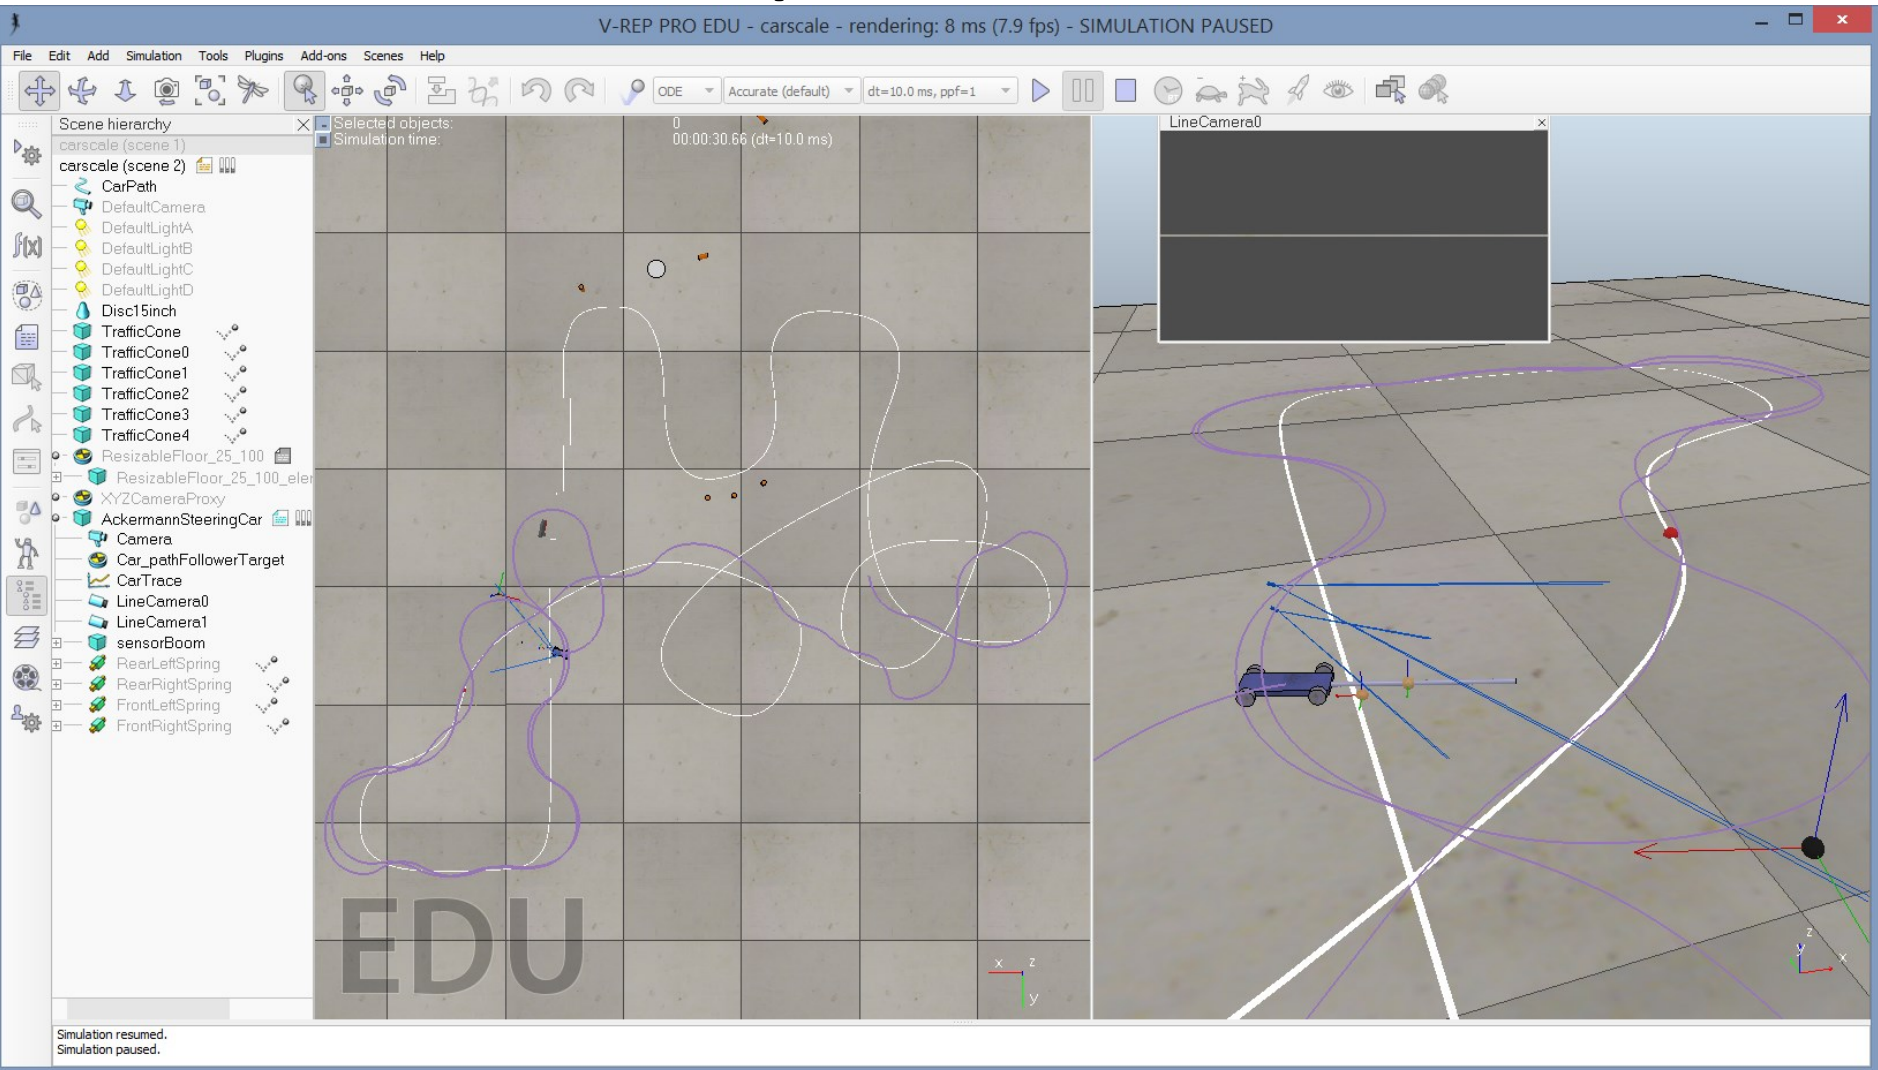 V-REP PRO EDU - carscale - rendering: 8 ms (7.9 fps) - SIMULATION PAUSED
File Edit Add Simulation Tools Plugins Add-ons Scenes Help
ODE Accurate (default) dt=10.0 ms, ppf=1
Scene hierarchy
carscale (scene 1)
carscale (scene 2)
CarPath
DefaultCamera
DefaultLightA
DefaultLightB
DefaultLightC
DefaultLightD
Disc15inch
TrafficCone
TrafficCone0
TrafficCone1
TrafficCone2
TrafficCone3
TrafficCone4
ResizableFloor_25_100
ResizableFloor_25_100_eler
XYZCameraProxy
AckermannSteeringCar
Camera
Car_pathFollowerTarget
CarTrace
LineCamera0
LineCamera1
sensorBoom
RearLeftSpring
RearRightSpring
FrontLeftSpring
FrontRightSpring
Selected objects: 0
Simulation time: 00:00:30.66 (dt=10.0 ms)
LineCamera0
EDU
x z
y
z
y x
f(x)
Simulation resumed.
Simulation paused.